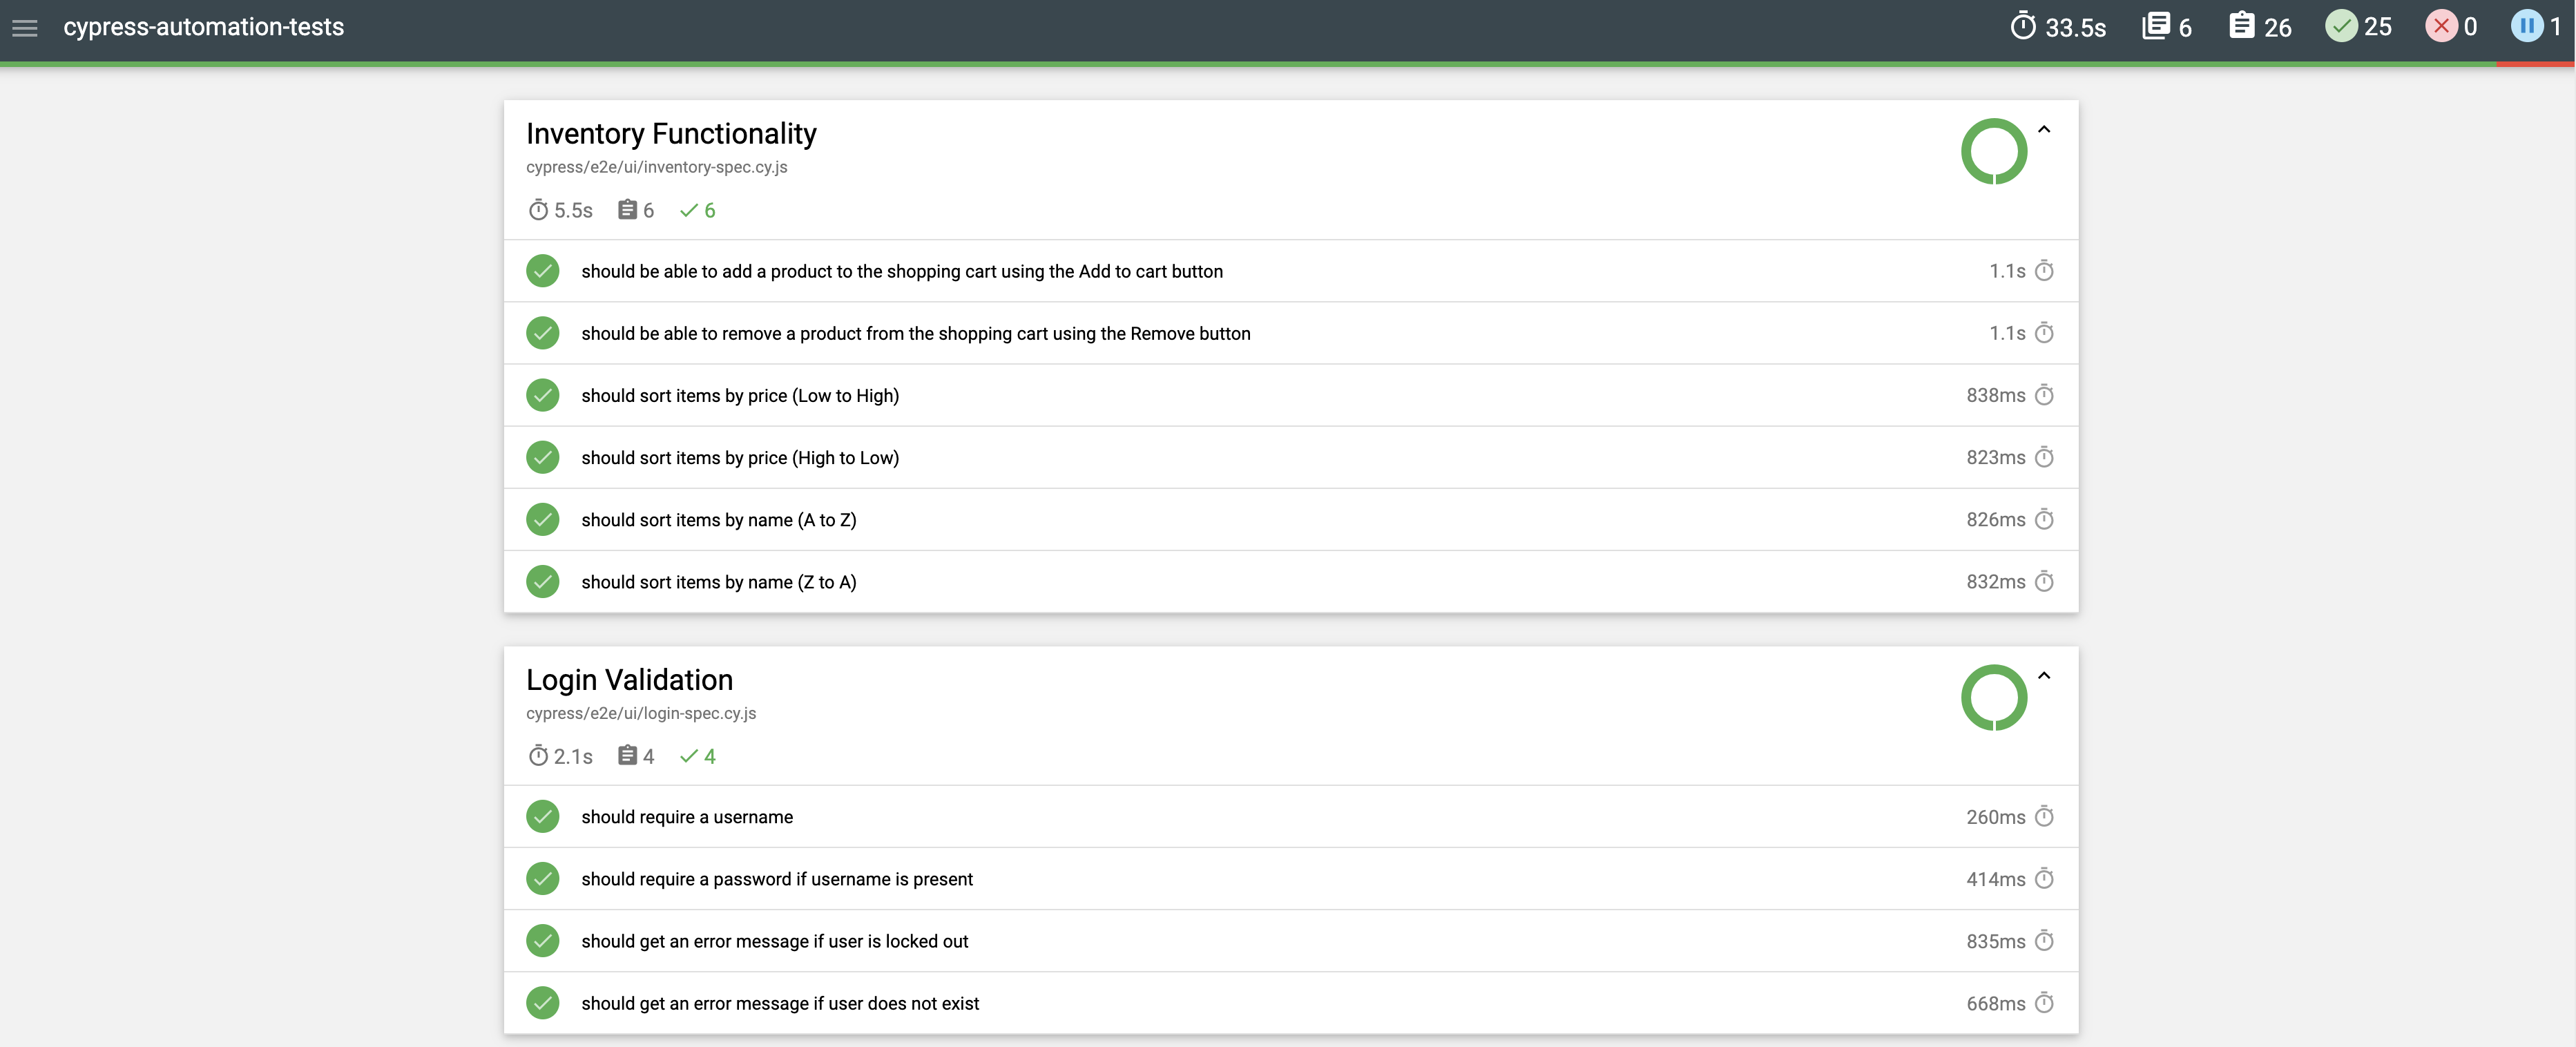 cypress-automation-tests
33.5s 6 26 25 0 1
Inventory Functionality
cypress/e2e/ui/inventory-spec.cy.js
5.5s 6 6
should be able to add a product to the shopping cart using the Add to cart button 1.1s
should be able to remove a product from the shopping cart using the Remove button 1.1s
should sort items by price (Low to High) 838ms
should sort items by price (High to Low) 823ms
should sort items by name (A to Z) 826ms
should sort items by name (Z to A) 832ms
Login Validation
cypress/e2e/ui/login-spec.cy.js
2.1s 4 4
should require a username 260ms
should require a password if username is present 414ms
should get an error message if user is locked out 835ms
should get an error message if user does not exist 668ms